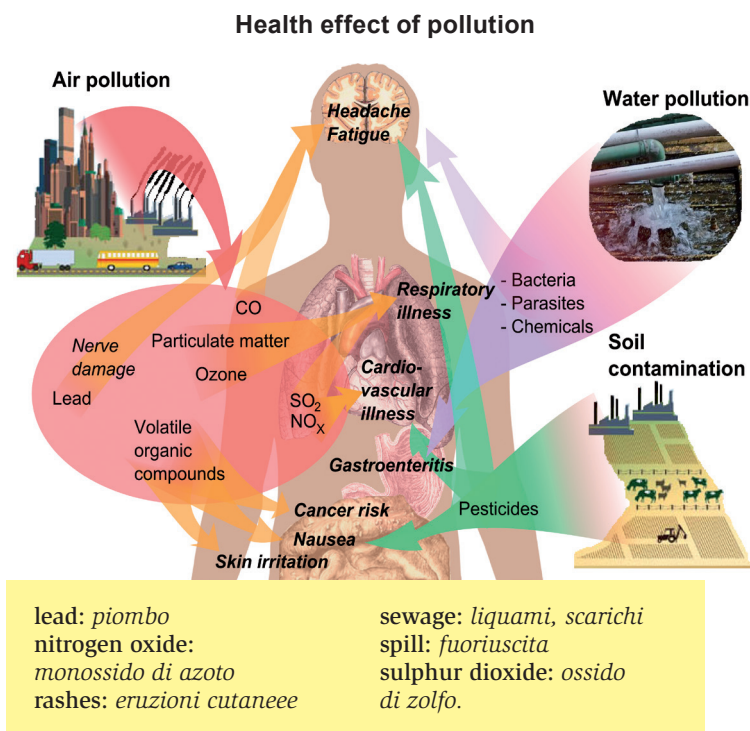 Health effect of pollution
Air pollution
Headache
Fatigue
Water pollution
CO
Particulate matter
Nerve
damage
Ozone
Lead
SO2
NOX
Volatile
organic
compounds
Respiratory
illness
Cardio-
vascular
illness
- Bacteria
- Parasites
- Chemicals
Soil
contamination
Gastroenteritis
Pesticides
Cancer risk
Nausea
Skin irritation
lead: piombo
nitrogen oxide:
monossido di azoto
rashes: eruzioni cutaneee
sewage: liquami, scarichi
spill: fuoriuscita
sulphur dioxide: ossido
di zolfo.